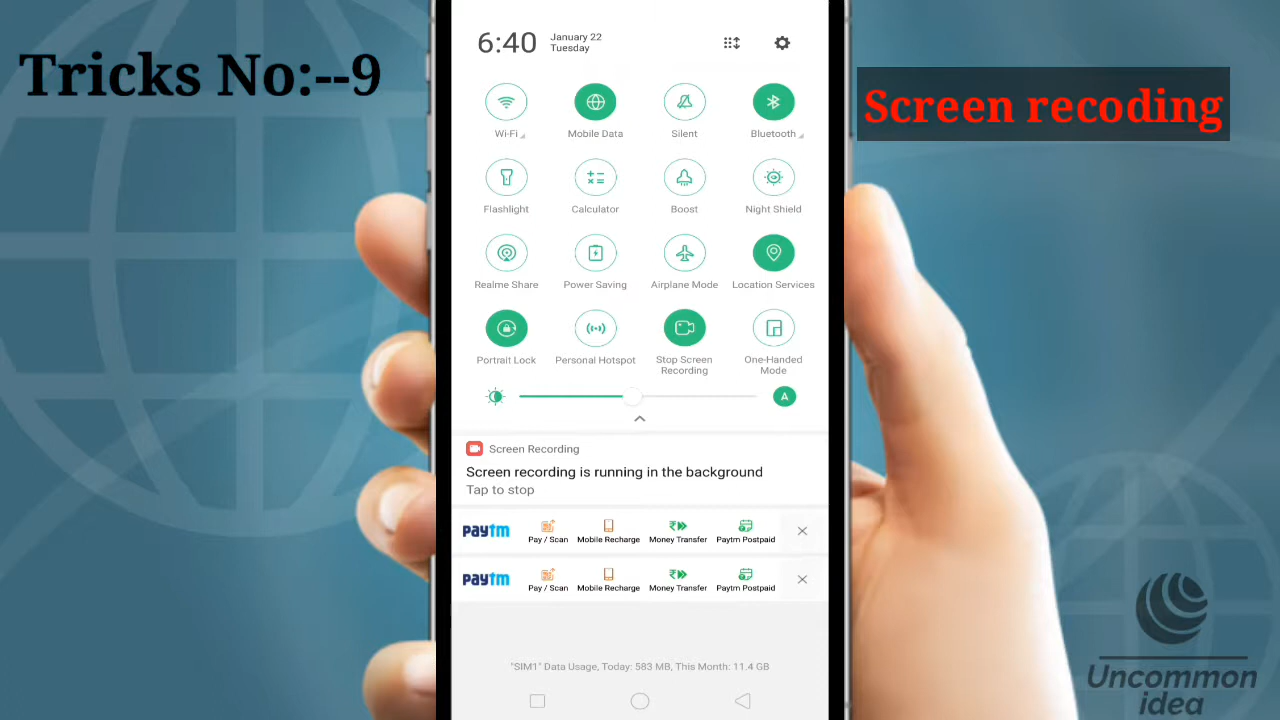 Tricks No:--9
Screen recoding
6:40
January 22
Tuesday
Wi-Fi
Mobile Data
Silent
Bluetooth
Flashlight
Calculator
Boost
Night Shield
Realme Share
Power Saving
Airplane Mode
Location Services
Portrait Lock
Personal Hotspot
Stop Screen
Recording
One-Handed
Mode
A
Screen Recording
Screen recording is running in the background
Tap to stop
paytm Pay / Scan Mobile Recharge Money Transfer Paytm Postpaid
paytm Pay / Scan Mobile Recharge Money Transfer Paytm Postpaid
"SIM1" Data Usage, Today: 583 MB, This Month: 11.4 GB
Uncommon
idea